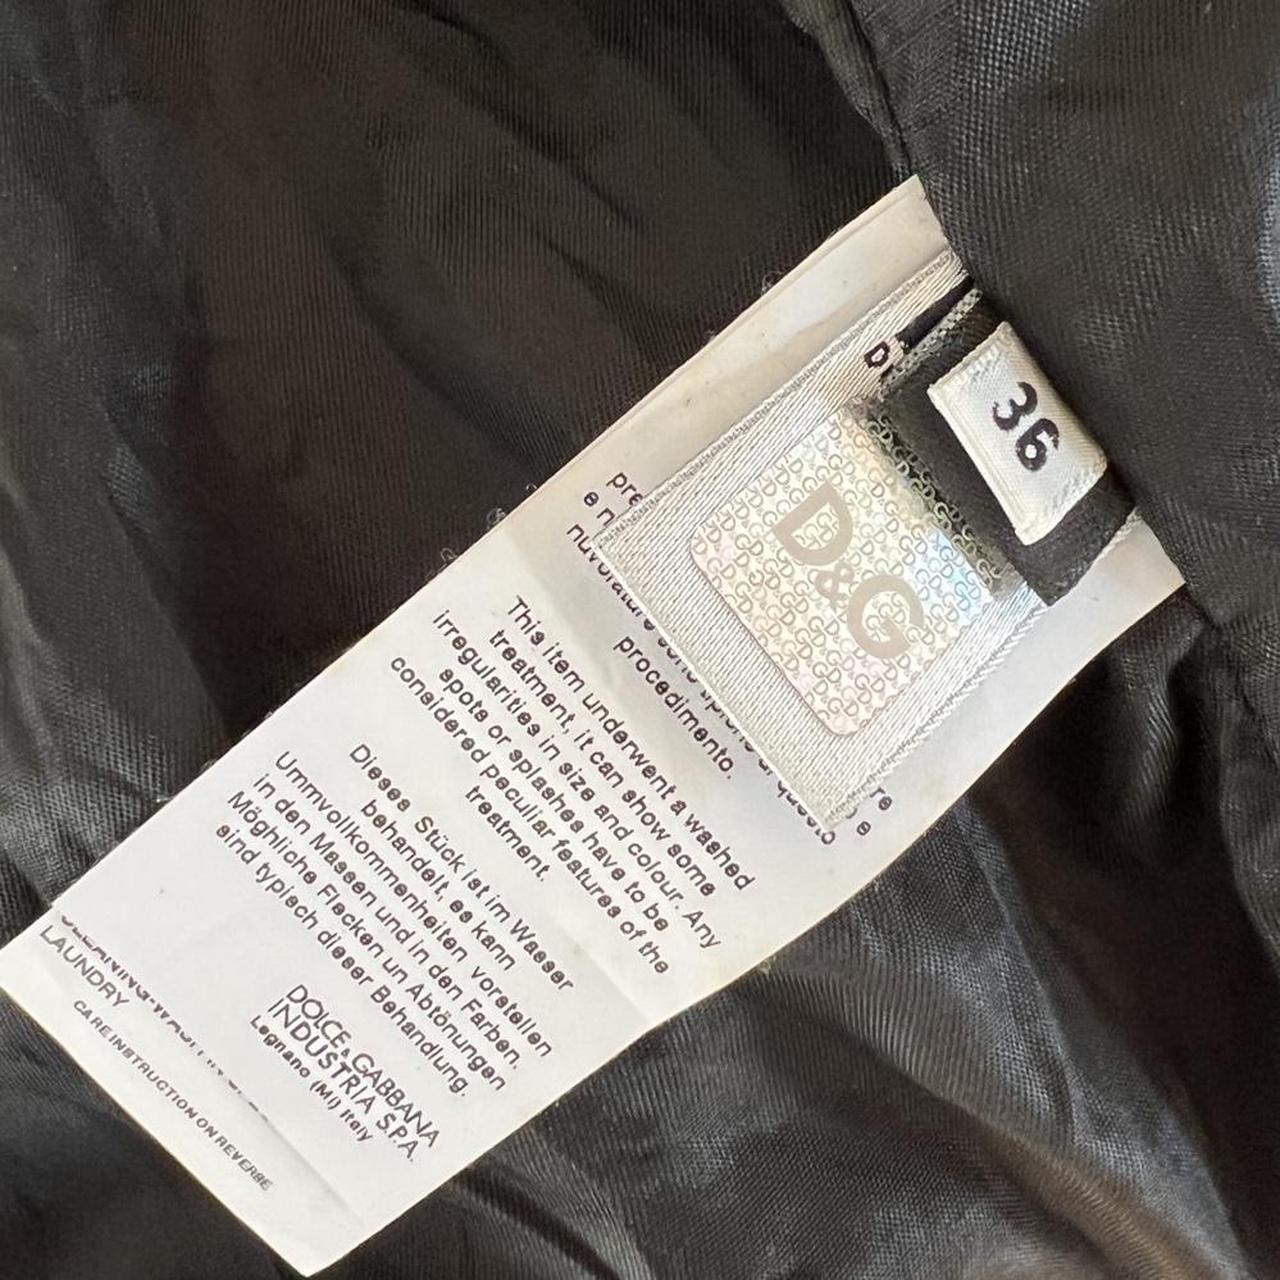 36
D&G
procedimento.
This item underwent a washed
treatment, it can show some
irregularities in size and colour. Any
spots or splashes have to be
considered peculiar features of the
treatment.
Dieses Stück ist im Wasser
behandelt, es kann
Ummvollkommenheiten vorstellen
in den Massen und in den Farben,
Möghliche Flecken un Abtönungen
sind typisch dieser Behandlung.
DOLCE&GABBANA
INDUSTRIA S.P.A.
Legnano (MI) Italy
LAUNDRY
CARE INSTRUCTION ON REVERSE